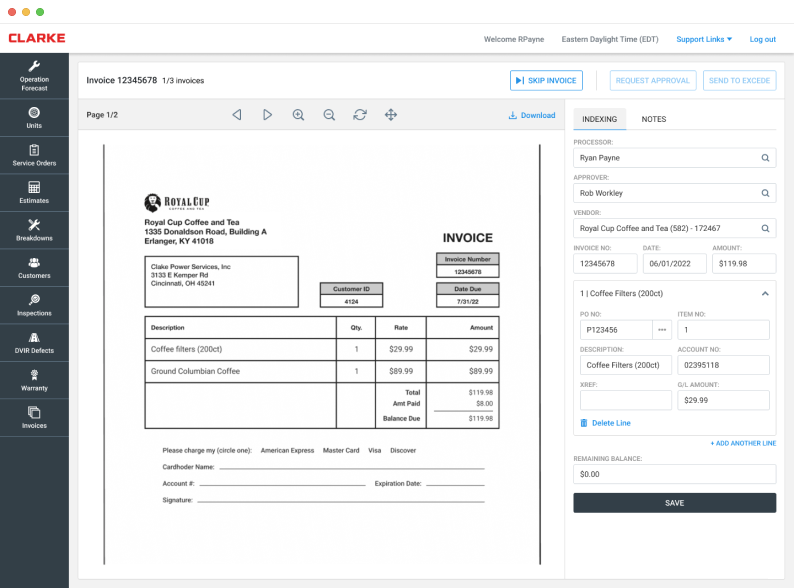 CLARKE
Welcome RPayne Eastern Daylight Time (EDT) Support Links Log out
Operation
Forecast
Units
Service Orders
Estimates
Breakdowns
Customers
Inspections
DVIR Defects
Warranty
Invoices
Invoice 12345678 1/3 invoices
SKIP INVOICE REQUEST APPROVAL SEND TO EXCEDE
Page 1/2 Download
ROYAL CUP
COFFEE AND TEA
Royal Cup Coffee and Tea
1335 Donaldson Road, Building A
Erlanger, KY 41018
INVOICE
Clake Power Services, Inc
3133 E Kemper Rd
Cincinnati, OH 45241
Invoice Number
12345678
Customer ID Date Due
4124 7/31/22
Description Qty. Rate Amount
Coffee filters (200ct) 1 $29.99 $29.99
Ground Columbian Coffee 1 $89.99 $89.99
Total $119.98
Amt Paid $8.00
Balance Due $119.98
Please charge my (circle one): American Express Master Card Visa Discover
Cardhoder Name:
Account #: Expiration Date:
Signature:
INDEXING NOTES
PROCESSOR:
Ryan Payne
APPROVER:
Rob Workley
VENDOR:
Royal Cup Coffee and Tea (582) - 172467
INVOICE NO: DATE: AMOUNT:
12345678 06/01/2022 $119.98
1 | Coffee Filters (200ct)
PO NO: ITEM NO:
P123456 1
DESCRIPTION: ACCOUNT NO:
Coffee Filters (200ct) 02395118
XREF: G/L AMOUNT:
$29.99
Delete Line
+ ADD ANOTHER LINE
REMAINING BALANCE:
$0.00
SAVE